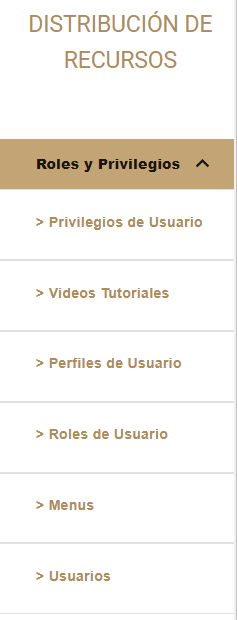 DISTRIBUCIÓN DE
RECURSOS
Roles y Privilegios
> Privilegios de Usuario
> Videos Tutoriales
> Perfiles de Usuario
> Roles de Usuario
> Menus
> Usuarios